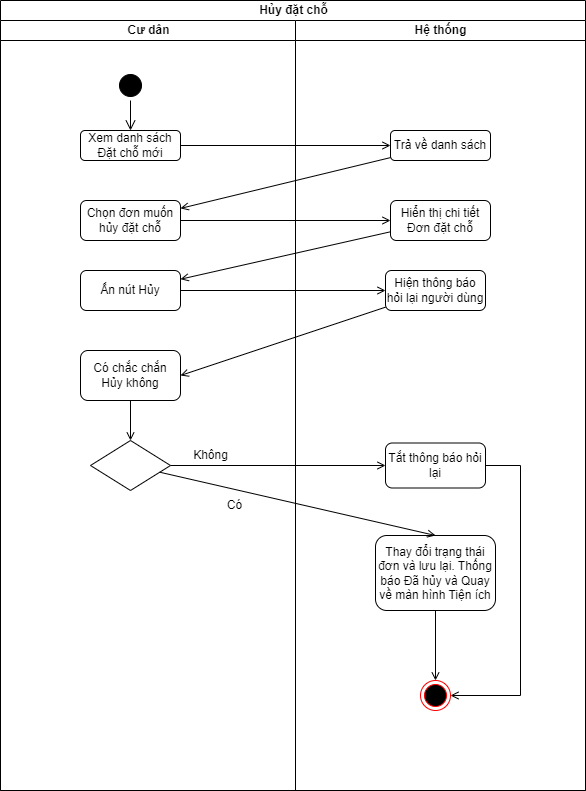 Hủy đặt chỗ
Cư dân
Hệ thống
Xem danh sách
Đặt chỗ mới
Trả về danh sách
Chọn đơn muốn
hủy đặt chỗ
Hiển thị chi tiết
Đơn đặt chỗ
Ấn nút Hủy
Hiện thông báo
hỏi lại người dùng
Có chắc chắn
Hủy không
Không
Tắt thông báo hỏi
lại
Có
Thay đổi trạng thái
đơn và lưu lại. Thống
báo Đã hủy và Quay
về màn hình Tiện ích